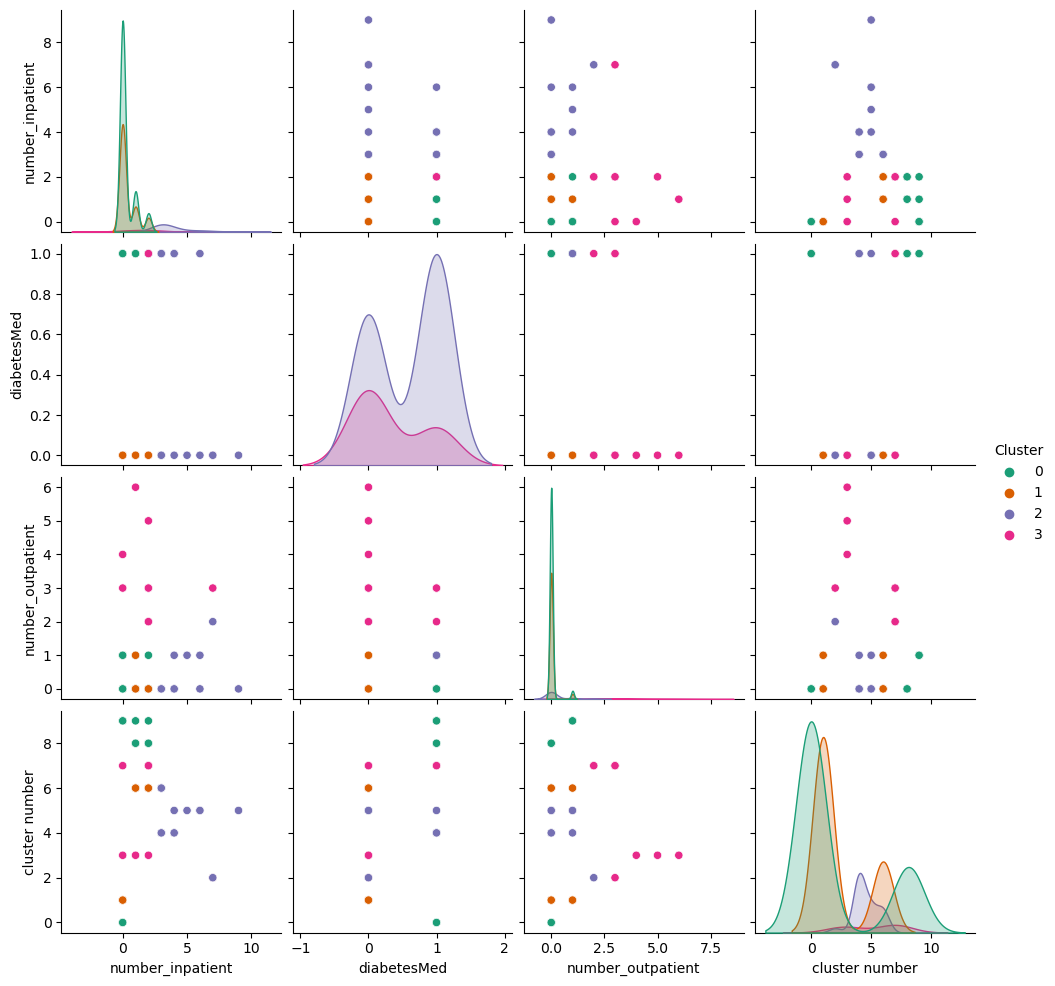 number_inpatient
8
6
4
2
0
diabetesMed
1.0
0.8
0.6
0.4
0.2
0.0
number_outpatient
6
5
4
3
2
1
0
Cluster
0
1
2
3
cluster number
8
6
4
2
0
0 5 10
−1 0 1 2
0.0 2.5 5.0 7.5
0 5 10
number_inpatient
diabetesMed
number_outpatient
cluster number